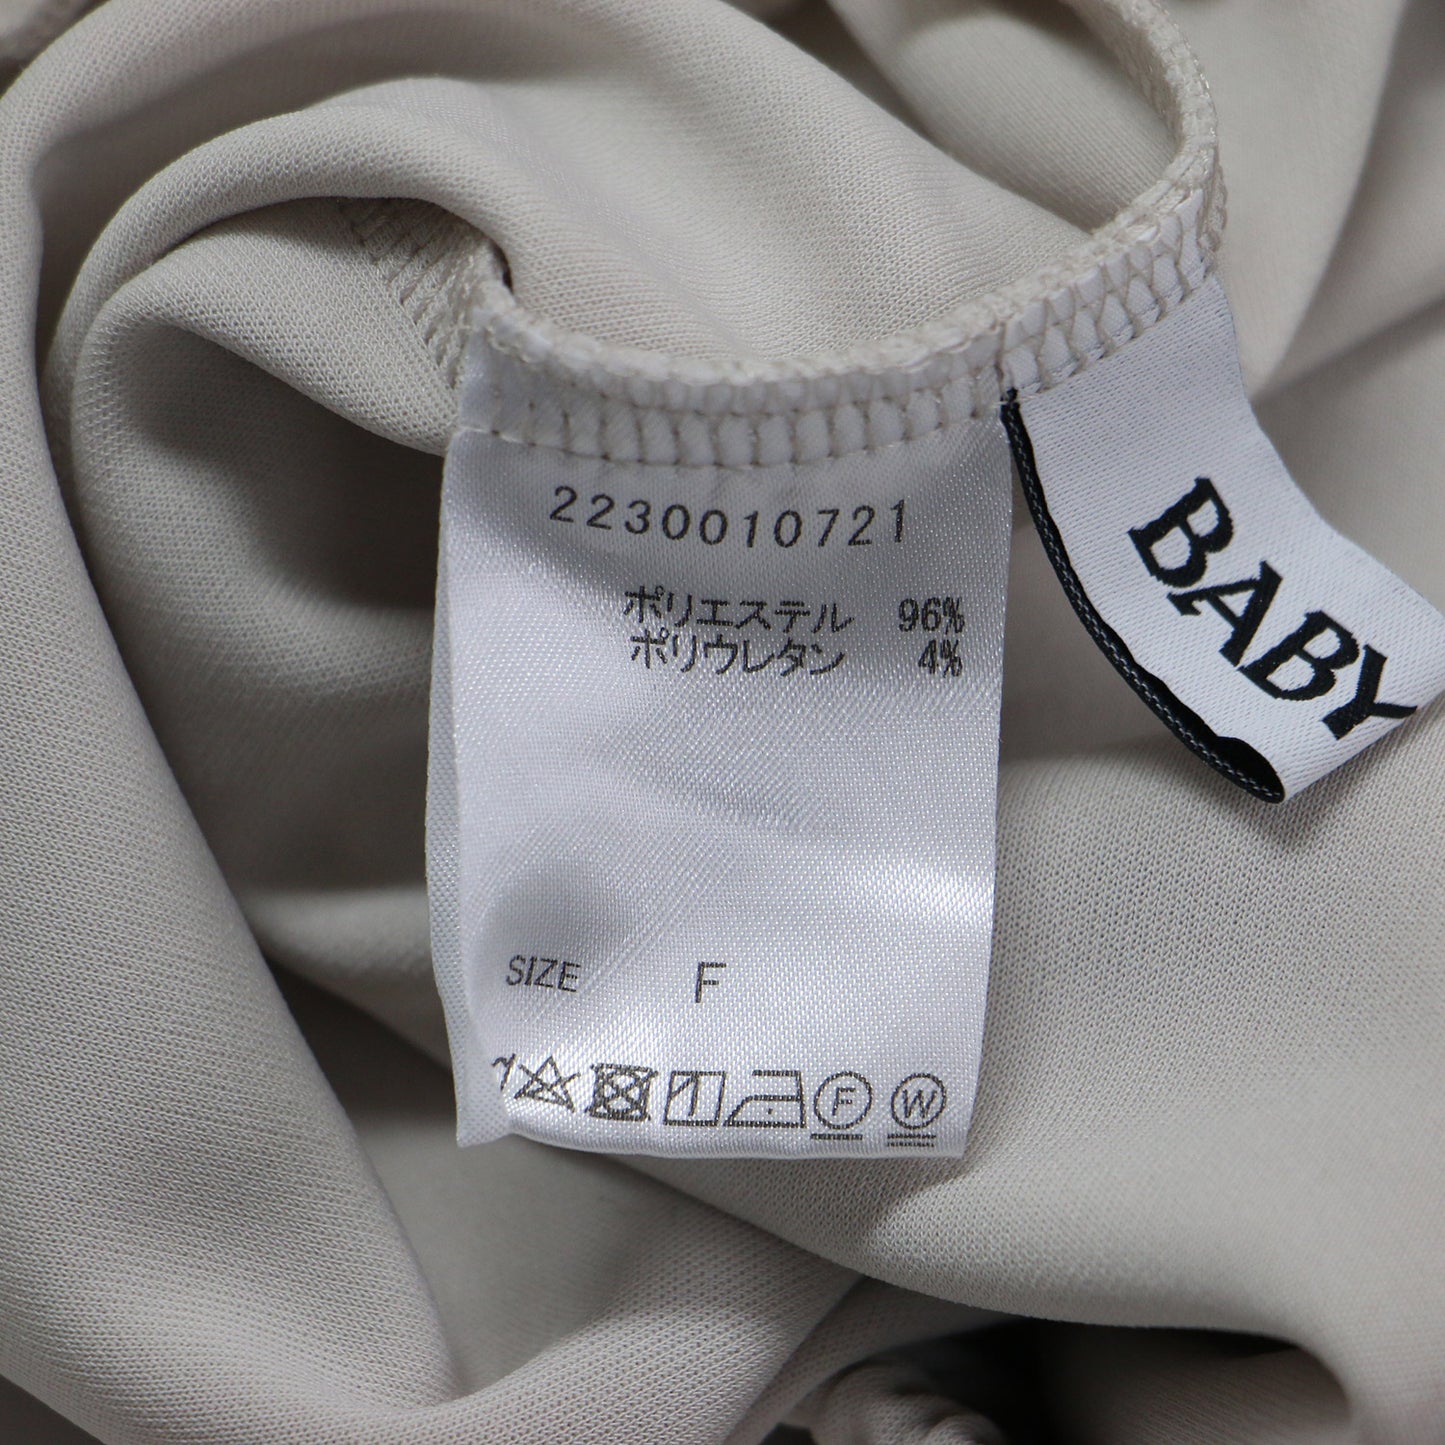 2230010721
ポリエステル 96%
ポリウレタン 4%
SIZE F
F W
BABY